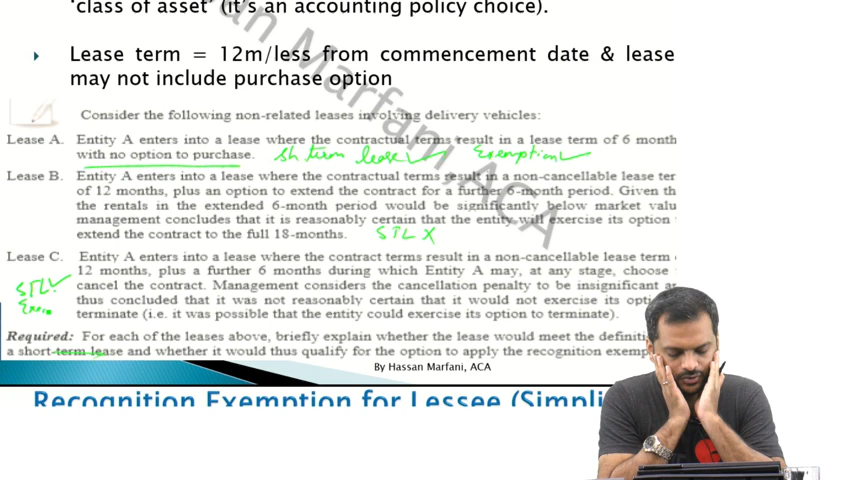 'class of asset' (it's an accounting policy choice).
Lease term = 12m/less from commencement date & lease
may not include purchase option
Consider the following non-related leases involving delivery vehicles:
Lease A. Entity A enters into a lease where the contractual terms result in a lease term of 6 month
with no option to purchase. Sh term lease Exemption
Lease B. Entity A enters into a lease where the contractual terms result in a non-cancellable lease ter
of 12 months, plus an option to extend the contract for a further 6-month period. Given th
the rentals in the extended 6-month period would be significantly below market valu
management concludes that it is reasonably certain that the entity will exercise its option
extend the contract to the full 18-months. STL X
Lease C. Entity A enters into a lease where the contract terms result in a non-cancellable lease term
12 months, plus a further 6 months during which Entity A may, at any stage, choose
STL cancel the contract. Management considers the cancellation penalty to be insignificant a
thus concluded that it was not reasonably certain that it would not exercise its optio
terminate (i.e. it was possible that the entity could exercise its option to terminate).
Required: For each of the leases above, briefly explain whether the lease would meet the definiti
a short-term lease and whether it would thus qualify for the option to apply the recognition exemp
By Hassan Marfani, ACA
Recognition Exemption for Lessee (Simpli
an Marfani, ACA